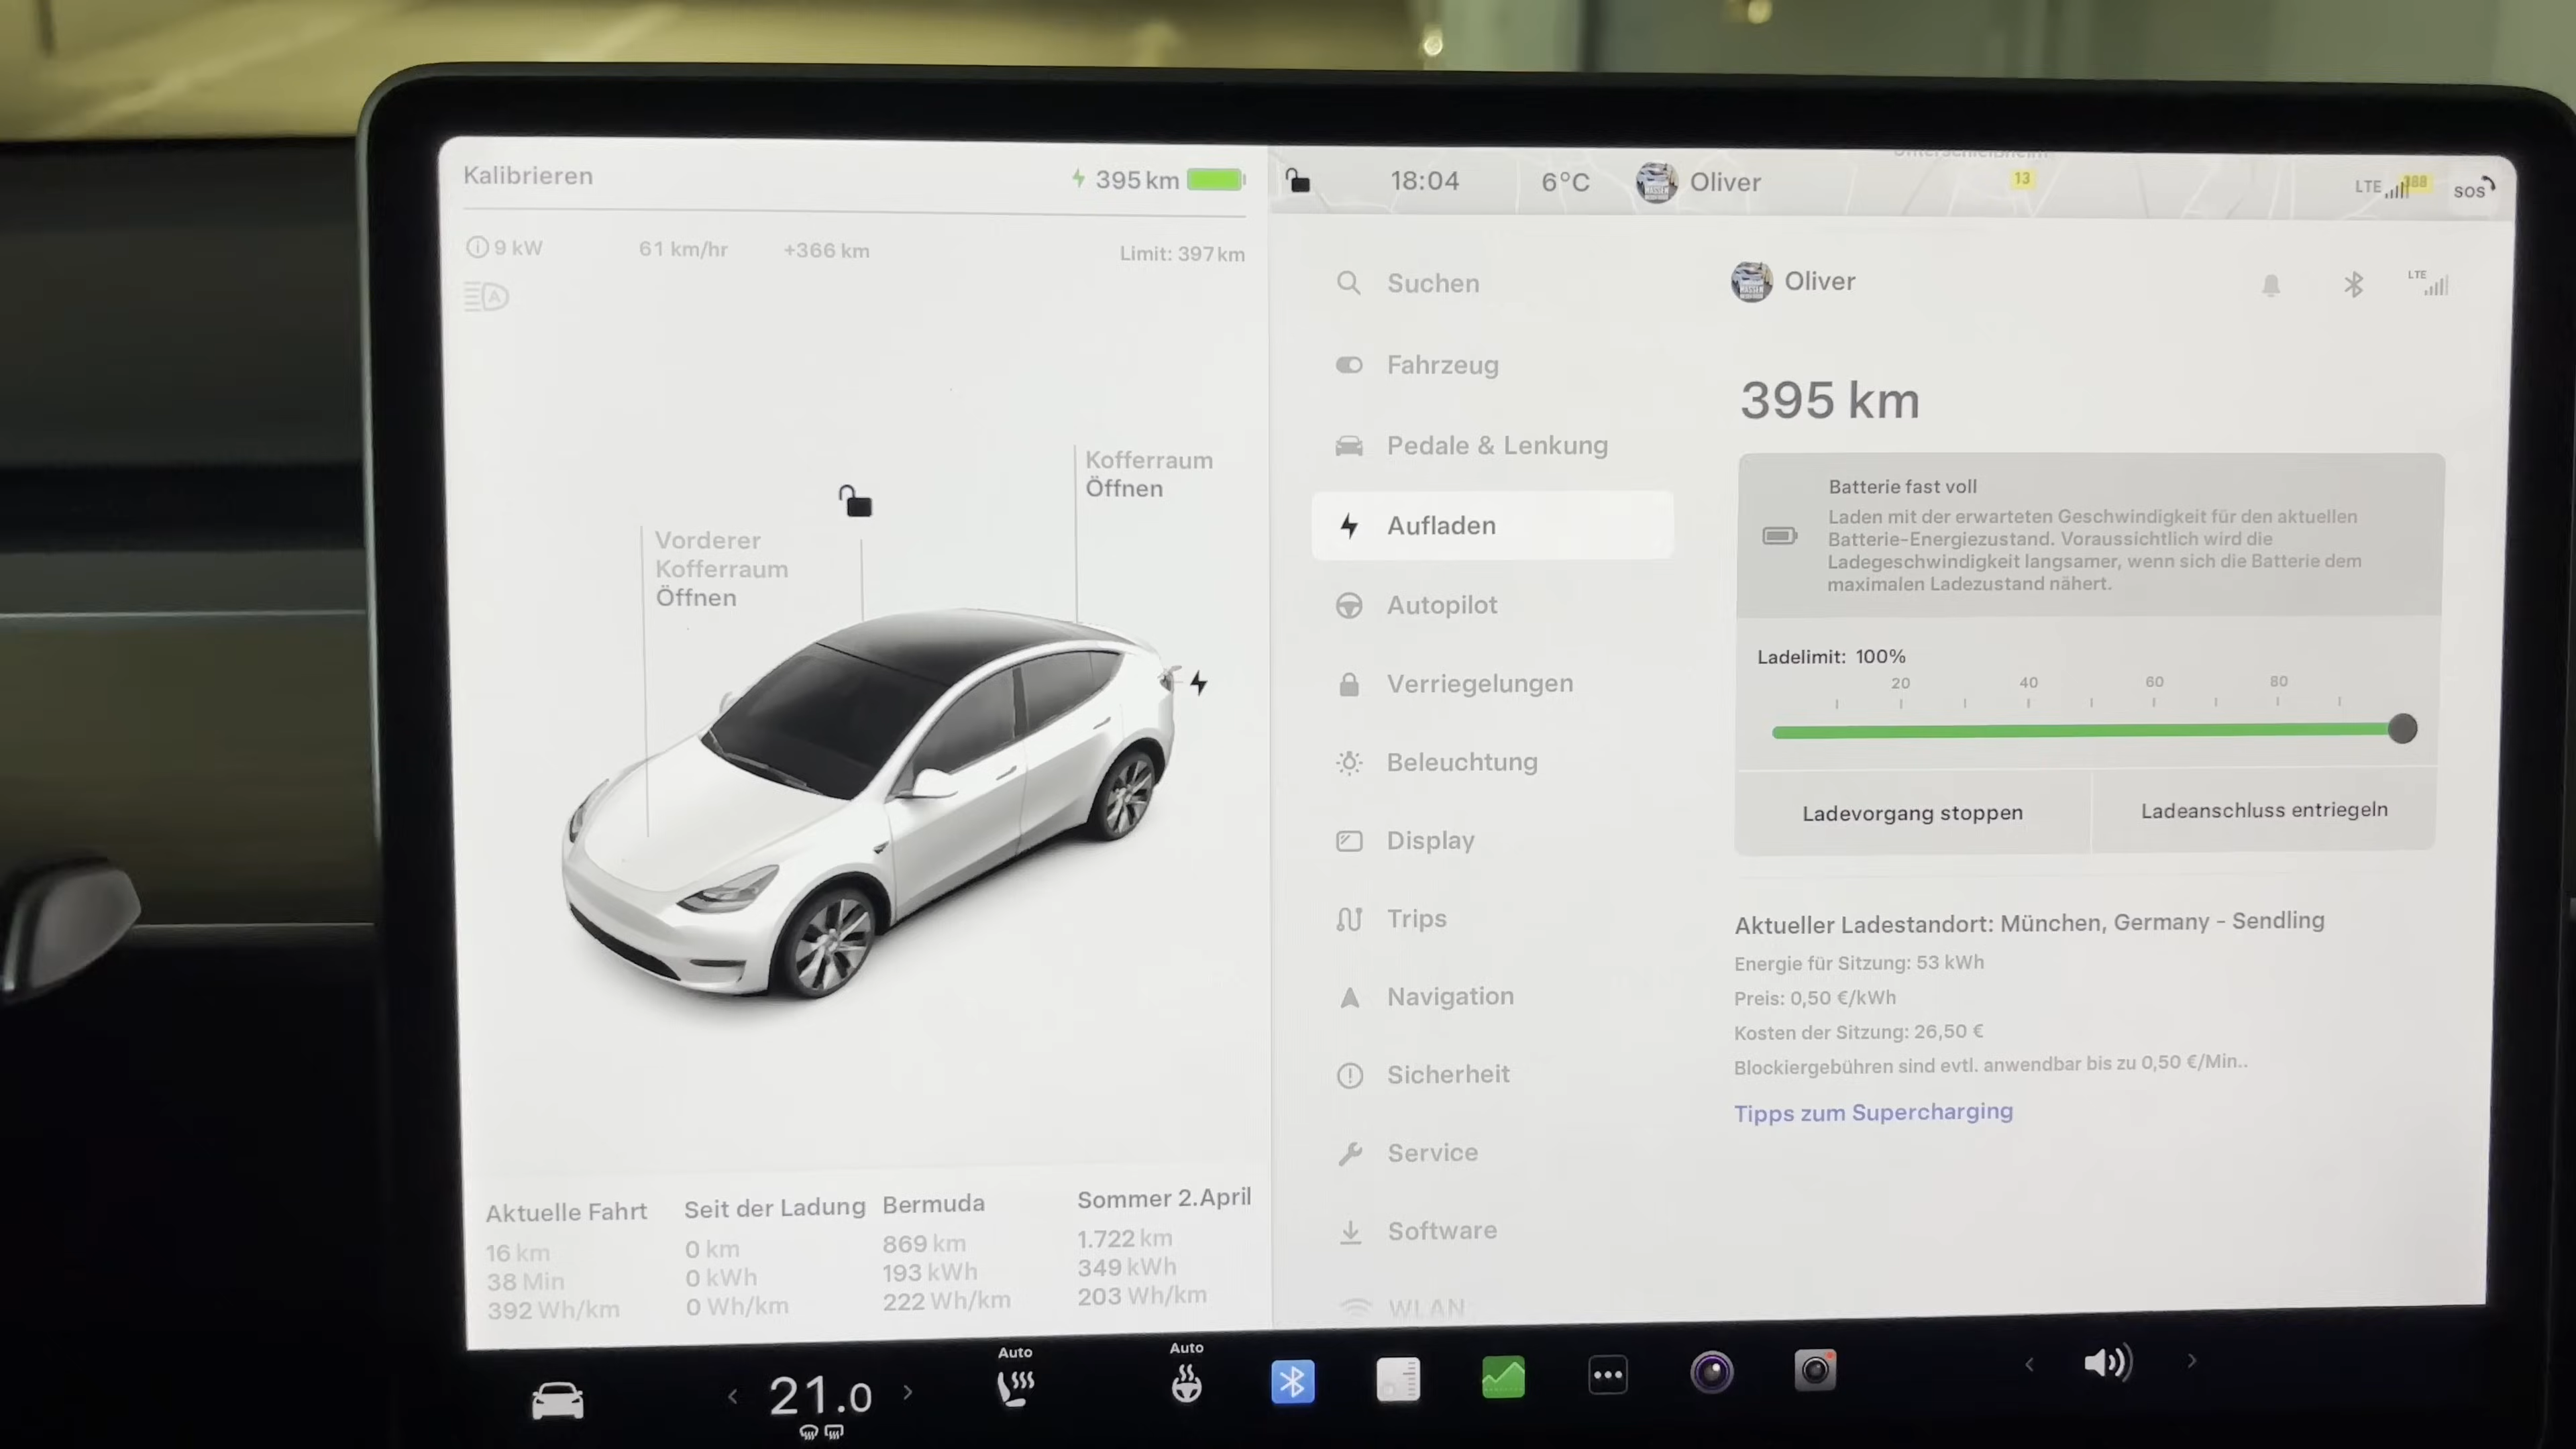 Kalibrieren
395 km
18:04
6°C
Oliver
13
LTE
188
SOS
9 kW
61 km/hr
+366 km
Limit: 397 km
A
Kofferraum
Öffnen
Vorderer
Kofferraum
Öffnen
Aktuelle Fahrt
16 km
38 Min
392 Wh/km
Seit der Ladung
0 km
0 kWh
0 Wh/km
Bermuda
869 km
193 kWh
222 Wh/km
Sommer 2.April
1.722 km
349 kWh
203 Wh/km
Suchen
Fahrzeug
Pedale & Lenkung
Aufladen
Autopilot
Verriegelungen
Beleuchtung
Display
Trips
Navigation
Sicherheit
Service
Software
WLAN
Oliver
LTE
395 km
Batterie fast voll
Laden mit der erwarteten Geschwindigkeit für den aktuellen
Batterie-Energiezustand. Voraussichtlich wird die
Ladegeschwindigkeit langsamer, wenn sich die Batterie dem
maximalen Ladezustand nähert.
Ladelimit: 100%
20 40 60 80
Ladevorgang stoppen
Ladeanschluss entriegeln
Aktueller Ladestandort: München, Germany - Sendling
Energie für Sitzung: 53 kWh
Preis: 0,50 €/kWh
Kosten der Sitzung: 26,50 €
Blockiergebühren sind evtl. anwendbar bis zu 0,50 €/Min..
Tipps zum Supercharging
21.0
Auto
Auto